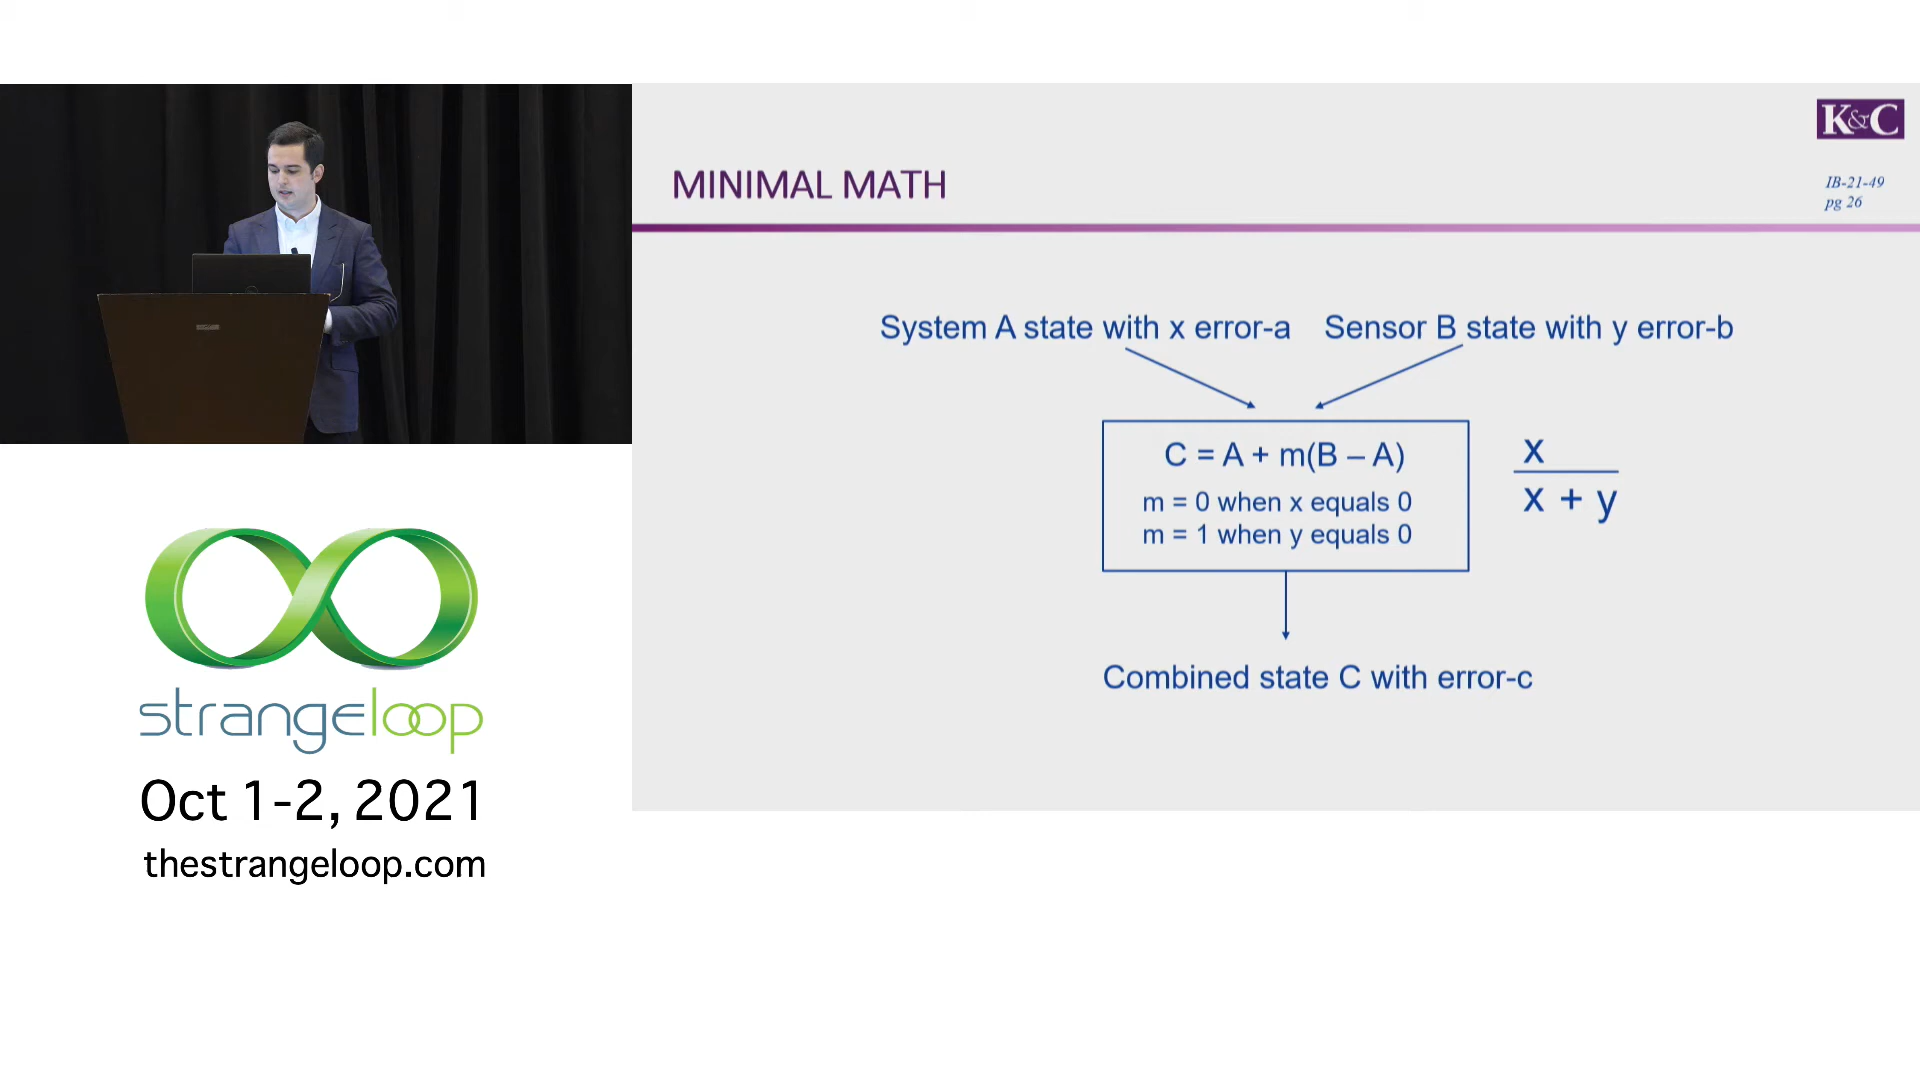 K&C
IB-21-49
pg 26
MINIMAL MATH
System A state with x error-a
Sensor B state with y error-b
C = A + m(B – A)
m = 0 when x equals 0
m = 1 when y equals 0
x
x + y
Combined state C with error-c
strangeloop
Oct 1-2, 2021
thestrangeloop.com